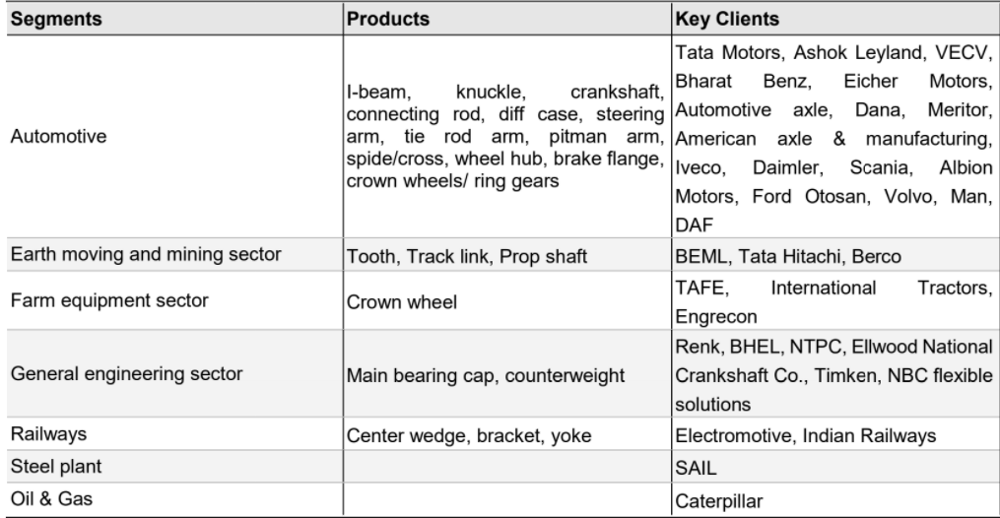 Segments
Products
Key Clients
Automotive
I-beam, knuckle, crankshaft,
connecting rod, diff case, steering
arm, tie rod arm, pitman arm,
spide/cross, wheel hub, brake flange,
crown wheels/ ring gears
Tata Motors, Ashok Leyland, VECV,
Bharat Benz, Eicher Motors,
Automotive axle, Dana, Meritor,
American axle & manufacturing,
Iveco, Daimler, Scania, Albion
Motors, Ford Otosan, Volvo, Man,
DAF
Earth moving and mining sector
Tooth, Track link, Prop shaft
BEML, Tata Hitachi, Berco
Farm equipment sector
Crown wheel
TAFE, International Tractors,
Engrecon
General engineering sector
Main bearing cap, counterweight
Renk, BHEL, NTPC, Ellwood National
Crankshaft Co., Timken, NBC flexible
solutions
Railways
Center wedge, bracket, yoke
Electromotive, Indian Railways
Steel plant
SAIL
Oil & Gas
Caterpillar